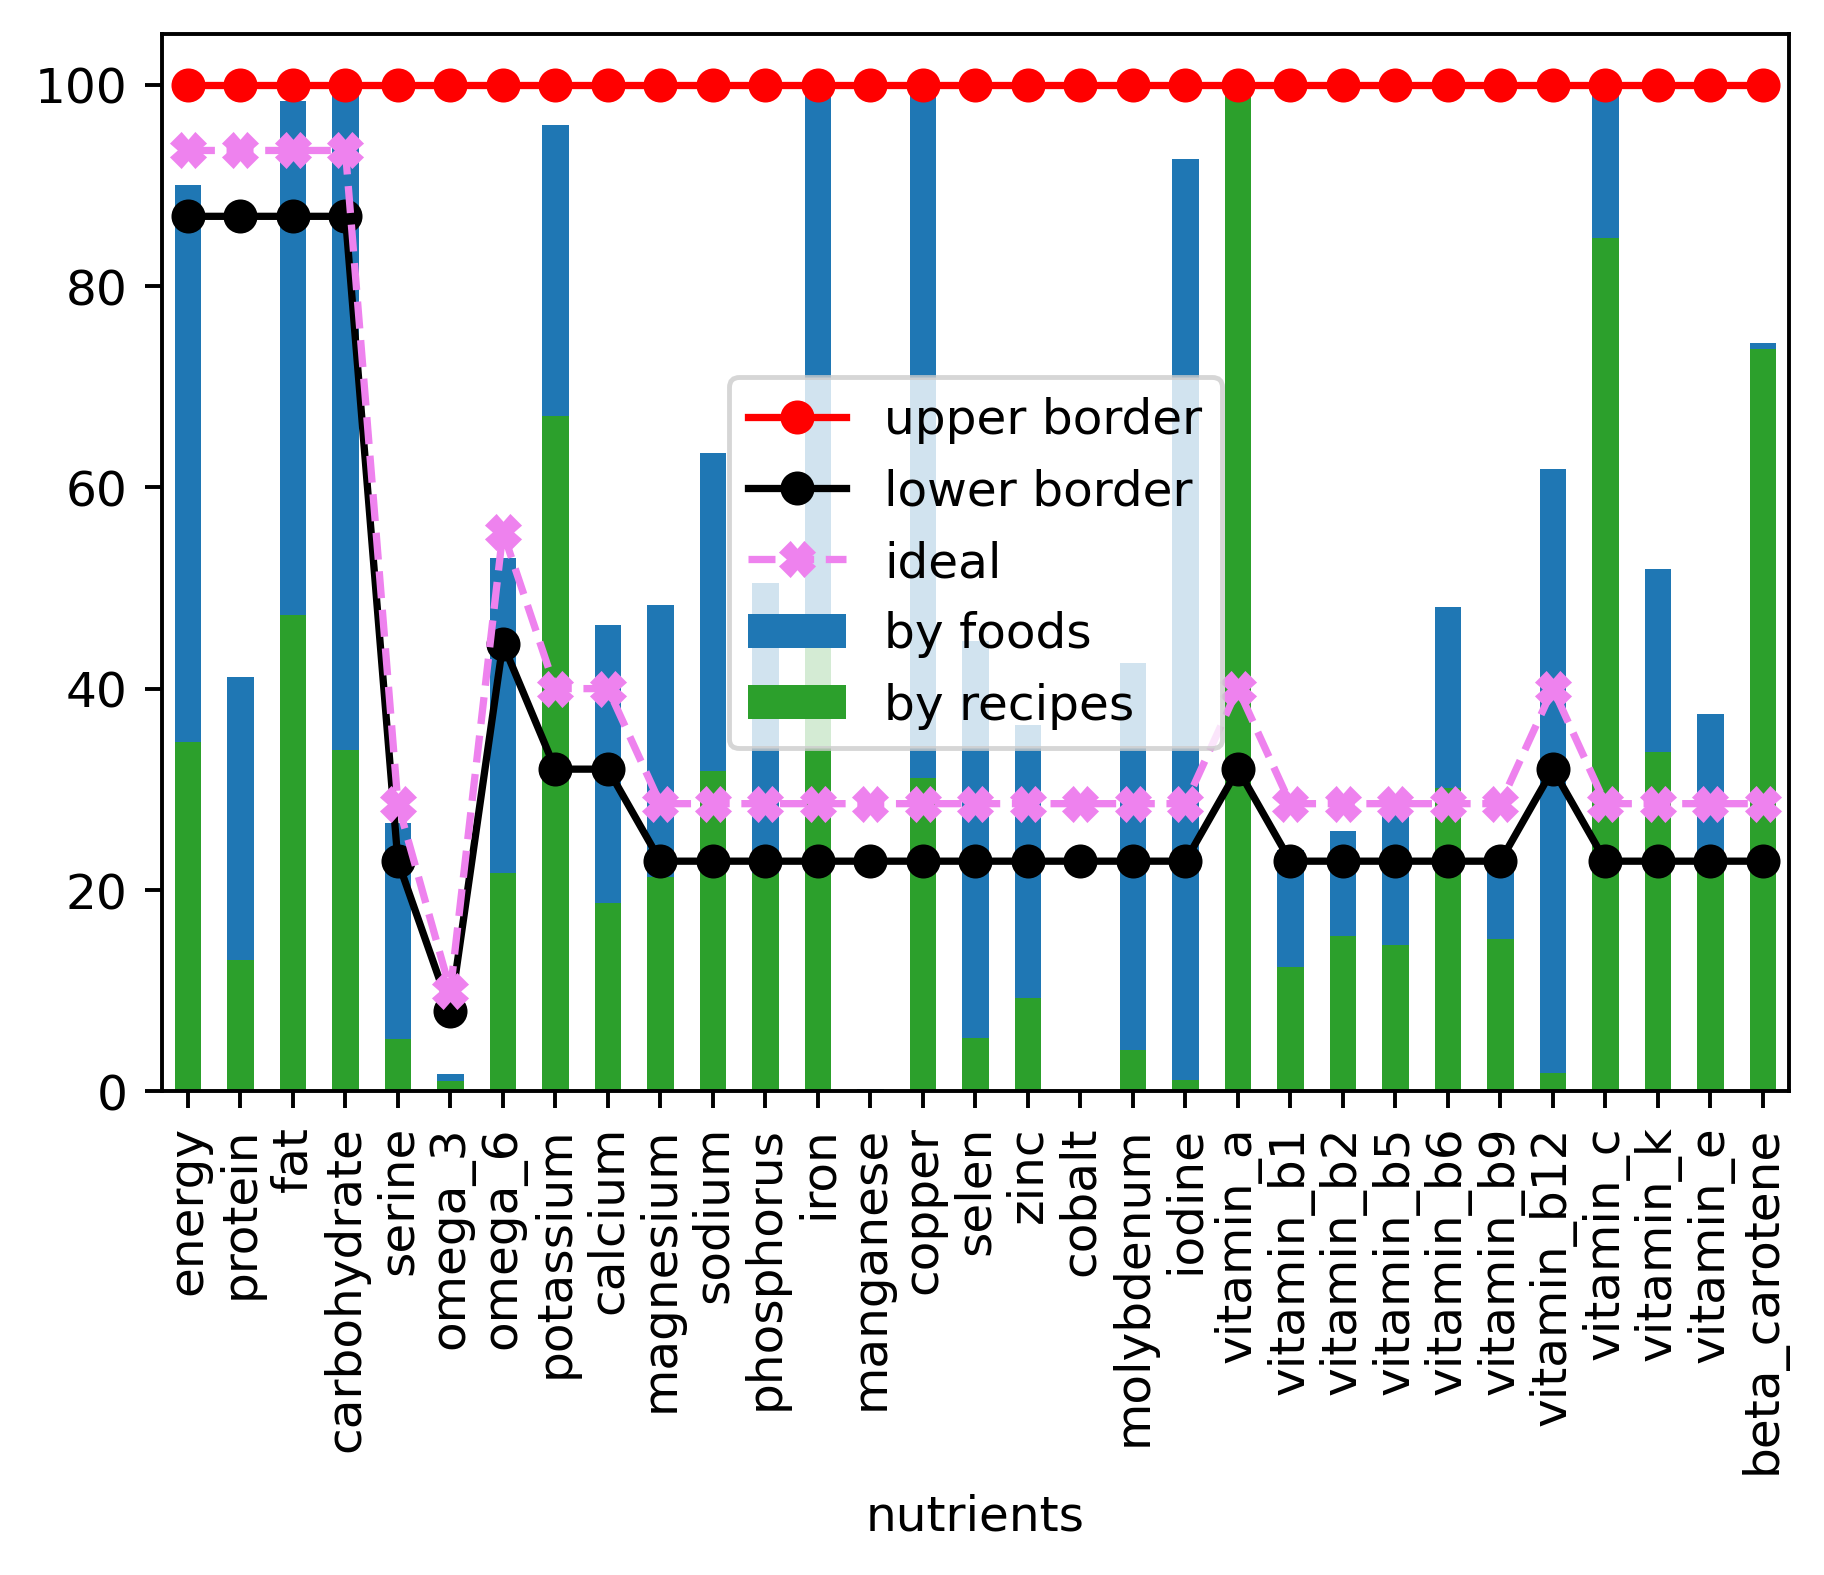 100
80
60
40
20
0
upper border
lower border
ideal
by foods
by recipes
energy
protein
fat
carbohydrate
serine
omega_3
omega_6
potassium
calcium
magnesium
sodium
phosphorus
iron
manganese
copper
selen
zinc
cobalt
molybdenum
iodine
vitamin_a
vitamin_b1
vitamin_b2
vitamin_b5
vitamin_b6
vitamin_b9
vitamin_b12
vitamin_c
vitamin_k
vitamin_e
beta_carotene
nutrients